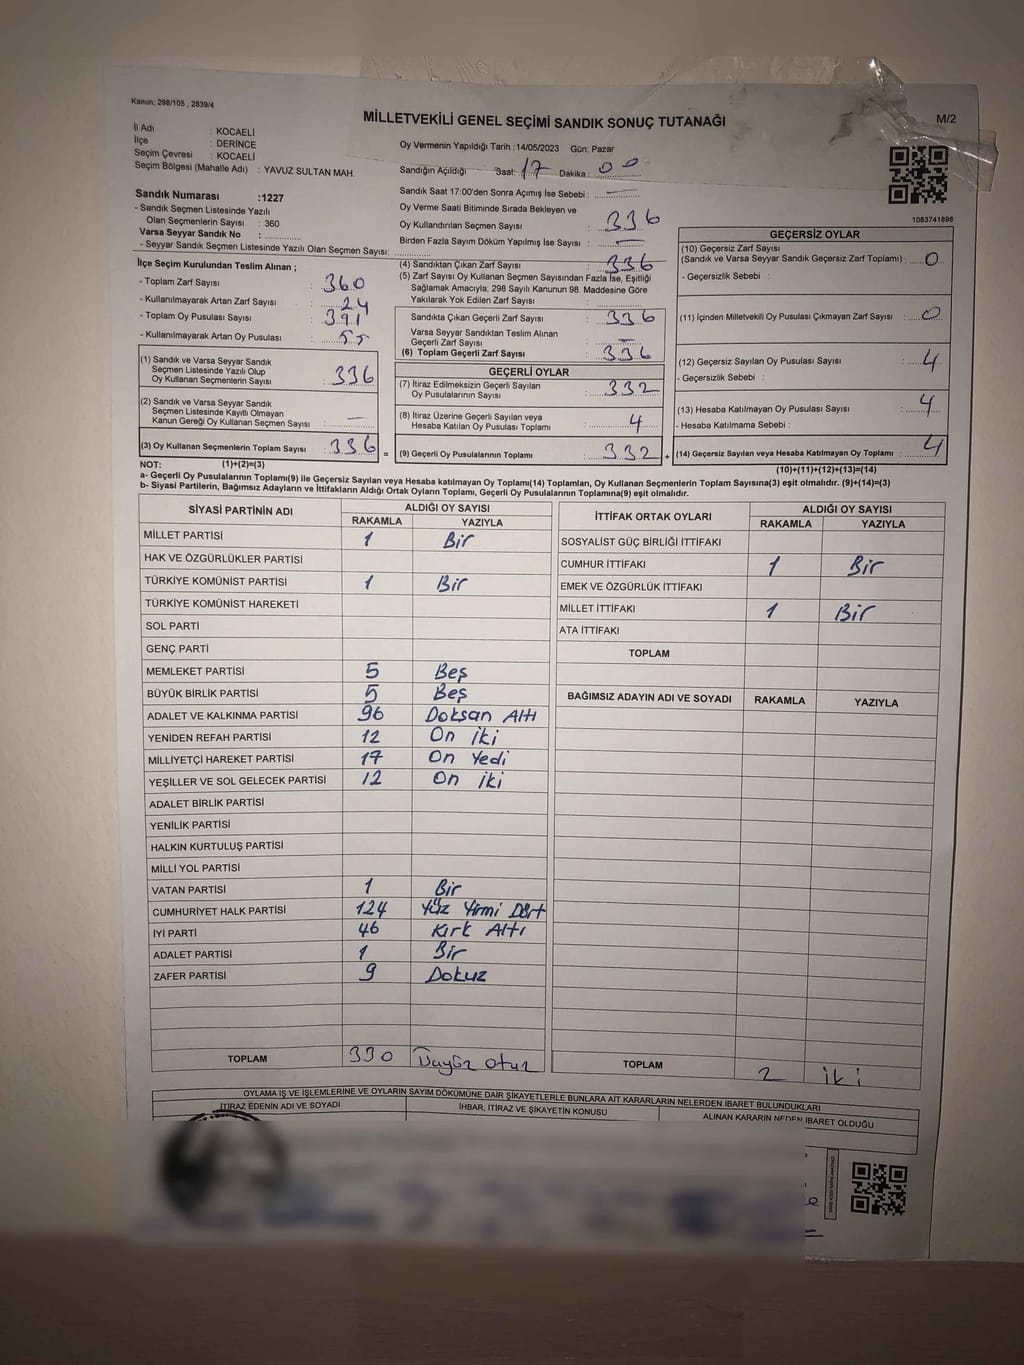 Kanun; 298/105 , 2839/4
MİLLETVEKİLİ GENEL SEÇİMİ SANDIK SONUÇ TUTANAĞI
M/2
İl Adı : KOCAELİ
İlçe : DERİNCE
Seçim Çevresi : KOCAELİ
Seçim Bölgesi (Mahalle Adı) : YAVUZ SULTAN MAH.
Sandık Numarası :1227
- Sandık Seçmen Listesinde Yazılı
Olan Seçmenlerin Sayısı : 360
Varsa Seyyar Sandık No :
- Seyyar Sandık Seçmen Listesinde Yazılı Olan Seçmen Sayısı:
İlçe Seçim Kurulundan Teslim Alınan ;
- Toplam Zarf Sayısı : 360
- Kullanılmayarak Artan Zarf Sayısı : 24
- Toplam Oy Pusulası Sayısı : 391
- Kullanılmayarak Artan Oy Pusulası : 55
(1) Sandık ve Varsa Seyyar Sandık
Seçmen Listesinde Yazılı Olup
Oy Kullanan Seçmenlerin Sayısı : 336
(2) Sandık ve Varsa Seyyar Sandık
Seçmen Listesinde Kayıtlı Olmayan
Kanun Gereği Oy Kullanan Seçmen Sayısı : —
(3) Oy Kullanan Seçmenlerin Toplam Sayısı : 336 =
(1)+(2)=(3)
Oy Vermenin Yapıldığı Tarih :14/05/2023 Gün: Pazar
Sandığın Açıldığı Saat: 17 Dakika : 00
Sandık Saat 17:00'den Sonra Açımış İse Sebebi : —
Oy Verme Saati Bitiminde Sırada Bekleyen ve
Oy Kullandırılan Seçmen Sayısı : 336
Birden Fazla Sayım Döküm Yapılmış İse Sayısı : —
(4) Sandıktan Çıkan Zarf Sayısı : 336
(5) Zarf Sayısı Oy Kullanan Seçmen Sayısından Fazla İse, Eşitliği
Sağlamak Amacıyla; 298 Sayılı Kanunun 98. Maddesine Göre
Yakılarak Yok Edilen Zarf Sayısı :
Sandıkta Çıkan Geçerli Zarf Sayısı : 336
Varsa Seyyar Sandıktan Teslim Alınan
Geçerli Zarf Sayısı : —
(6) Toplam Geçerli Zarf Sayısı : 336
GEÇERLİ OYLAR
(7) İtiraz Edilmeksizin Geçerli Sayılan
Oy Pusulalarının Sayısı : 332
(8) İtiraz Üzerine Geçerli Sayılan veya
Hesaba Katılan Oy Pusulası Toplamı : 4
(9) Geçerli Oy Pusulalarının Toplamı : 332 +
1083741898
GEÇERSİZ OYLAR
(10) Geçersiz Zarf Sayısı
(Sandık ve Varsa Seyyar Sandık Geçersiz Zarf Toplamı) : 0
- Geçersizlik Sebebi :
(11) İçinden Milletvekili Oy Pusulası Çıkmayan Zarf Sayısı : 0
(12) Geçersiz Sayılan Oy Pusulası Sayısı : 4
- Geçersizlik Sebebi :
(13) Hesaba Katılmayan Oy Pusulası Sayısı : 4
- Hesaba Katılmama Sebebi :
(14) Geçersiz Sayılan veya Hesaba Katılmayan Oy Toplamı : 4
(10)+(11)+(12)+(13)=(14)
NOT:
a- Geçerli Oy Pusulalarının Toplamı(9) ile Geçersiz Sayılan veya Hesaba katılmayan Oy Toplamı(14) Toplamları, Oy Kullanan Seçmenlerin Toplam Sayısına(3) eşit olmalıdır. (9)+(14)=(3)
b- Siyasi Partilerin, Bağımsız Adayların ve İttifakların Aldığı Ortak Oyların Toplamı, Geçerli Oy Pusulalarının Toplamına(9) eşit olmalıdır.
SİYASİ PARTİNİN ADI ALDIĞI OY SAYISI
RAKAMLA YAZIYLA
MİLLET PARTİSİ 1 Bir
HAK VE ÖZGÜRLÜKLER PARTİSİ
TÜRKİYE KOMÜNİST PARTİSİ 1 Bir
TÜRKİYE KOMÜNİST HAREKETİ
SOL PARTİ
GENÇ PARTİ
MEMLEKET PARTİSİ 5 Beş
BÜYÜK BİRLİK PARTİSİ 5 Beş
ADALET VE KALKINMA PARTİSİ 96 Doksan Altı
YENİDEN REFAH PARTİSİ 12 On iki
MİLLİYETÇİ HAREKET PARTİSİ 17 On Yedi
YEŞİLLER VE SOL GELECEK PARTİSİ 12 On iki
ADALET BİRLİK PARTİSİ
YENİLİK PARTİSİ
HALKIN KURTULUŞ PARTİSİ
MİLLİ YOL PARTİSİ
VATAN PARTİSİ 1 Bir
CUMHURİYET HALK PARTİSİ 124 Yüz Yirmi Dört
İYİ PARTİ 46 Kırk Altı
ADALET PARTİSİ 1 Bir
ZAFER PARTİSİ 9 Dokuz
TOPLAM 330 Üçyüz otuz
İTTİFAK ORTAK OYLARI ALDIĞI OY SAYISI
RAKAMLA YAZIYLA
SOSYALİST GÜÇ BİRLİĞİ İTTİFAKI
CUMHUR İTTİFAKI 1 Bir
EMEK VE ÖZGÜRLÜK İTTİFAKI
MİLLET İTTİFAKI 1 Bir
ATA İTTİFAKI
TOPLAM
BAĞIMSIZ ADAYIN ADI VE SOYADI RAKAMLA YAZIYLA
TOPLAM 2 iki
OYLAMA İŞ VE İŞLEMLERİNE VE OYLARIN SAYIM DÖKÜMÜNE DAİR ŞİKAYETLERLE BUNLARA AİT KARARLARIN NELERDEN İBARET BULUNDUKLARI
İTİRAZ EDENİN ADI VE SOYADI İHBAR, İTİRAZ VE ŞİKAYETİN KONUSU ALINAN KARARIN NEDEN İBARET OLDUĞU